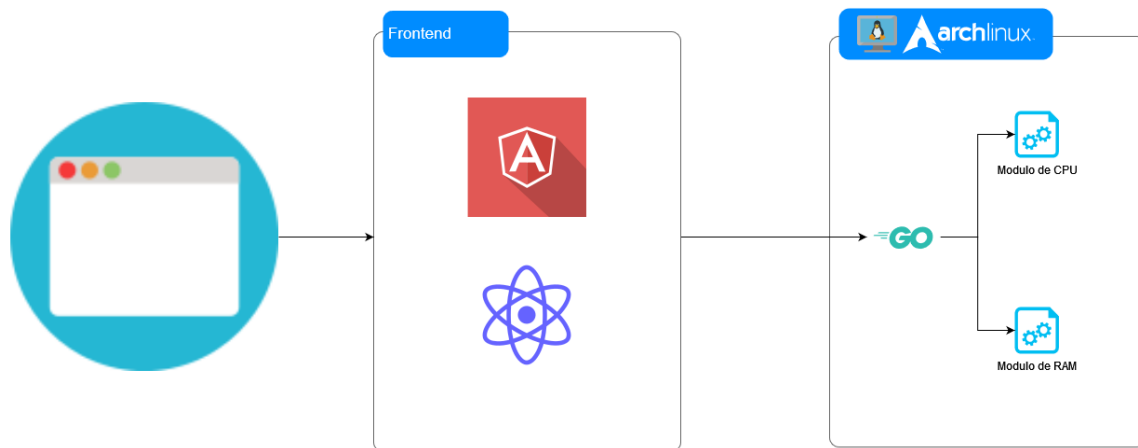 Frontend
archlinux
GO
Modulo de CPU
Modulo de RAM